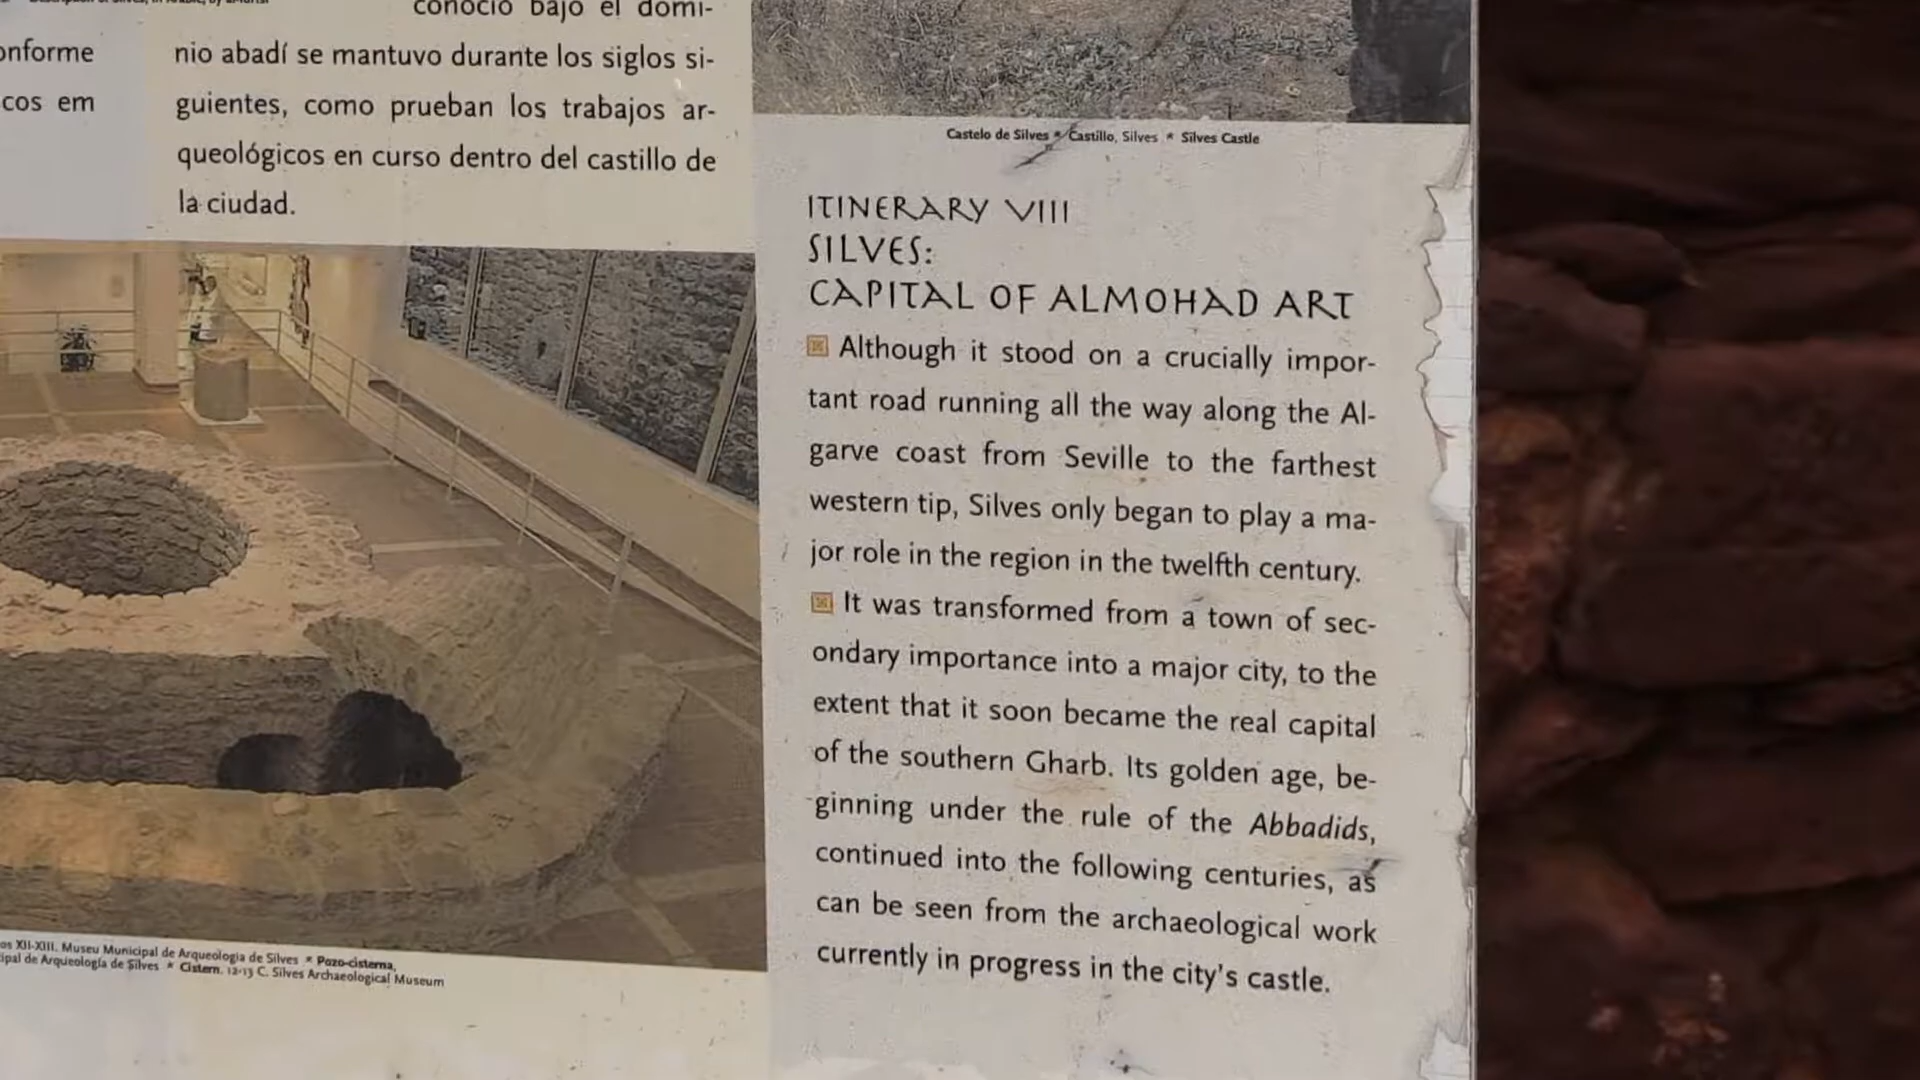 onforme
cos em
conoció bajo el domi-
nio abadí se mantuvo durante los siglos si-
guientes, como prueban los trabajos ar-
queológicos en curso dentro del castillo de
la ciudad.
os XII-XIII. Museu Municipal de Arqueologia de Silves * Pozo-cisterna,
ipal de Arqueología de Silves * Cistern. 12-13 C. Silves Archaeological Museum
Castelo de Silves * Castillo, Silves * Silves Castle
ITINERARY VIII
SILVES:
CAPITAL OF ALMOHAD ART
Although it stood on a crucially impor-
tant road running all the way along the Al-
garve coast from Seville to the farthest
western tip, Silves only began to play a ma-
jor role in the region in the twelfth century.
It was transformed from a town of sec-
ondary importance into a major city, to the
extent that it soon became the real capital
of the southern Gharb. Its golden age, be-
ginning under the rule of the Abbadids,
continued into the following centuries, as
can be seen from the archaeological work
currently in progress in the city's castle.